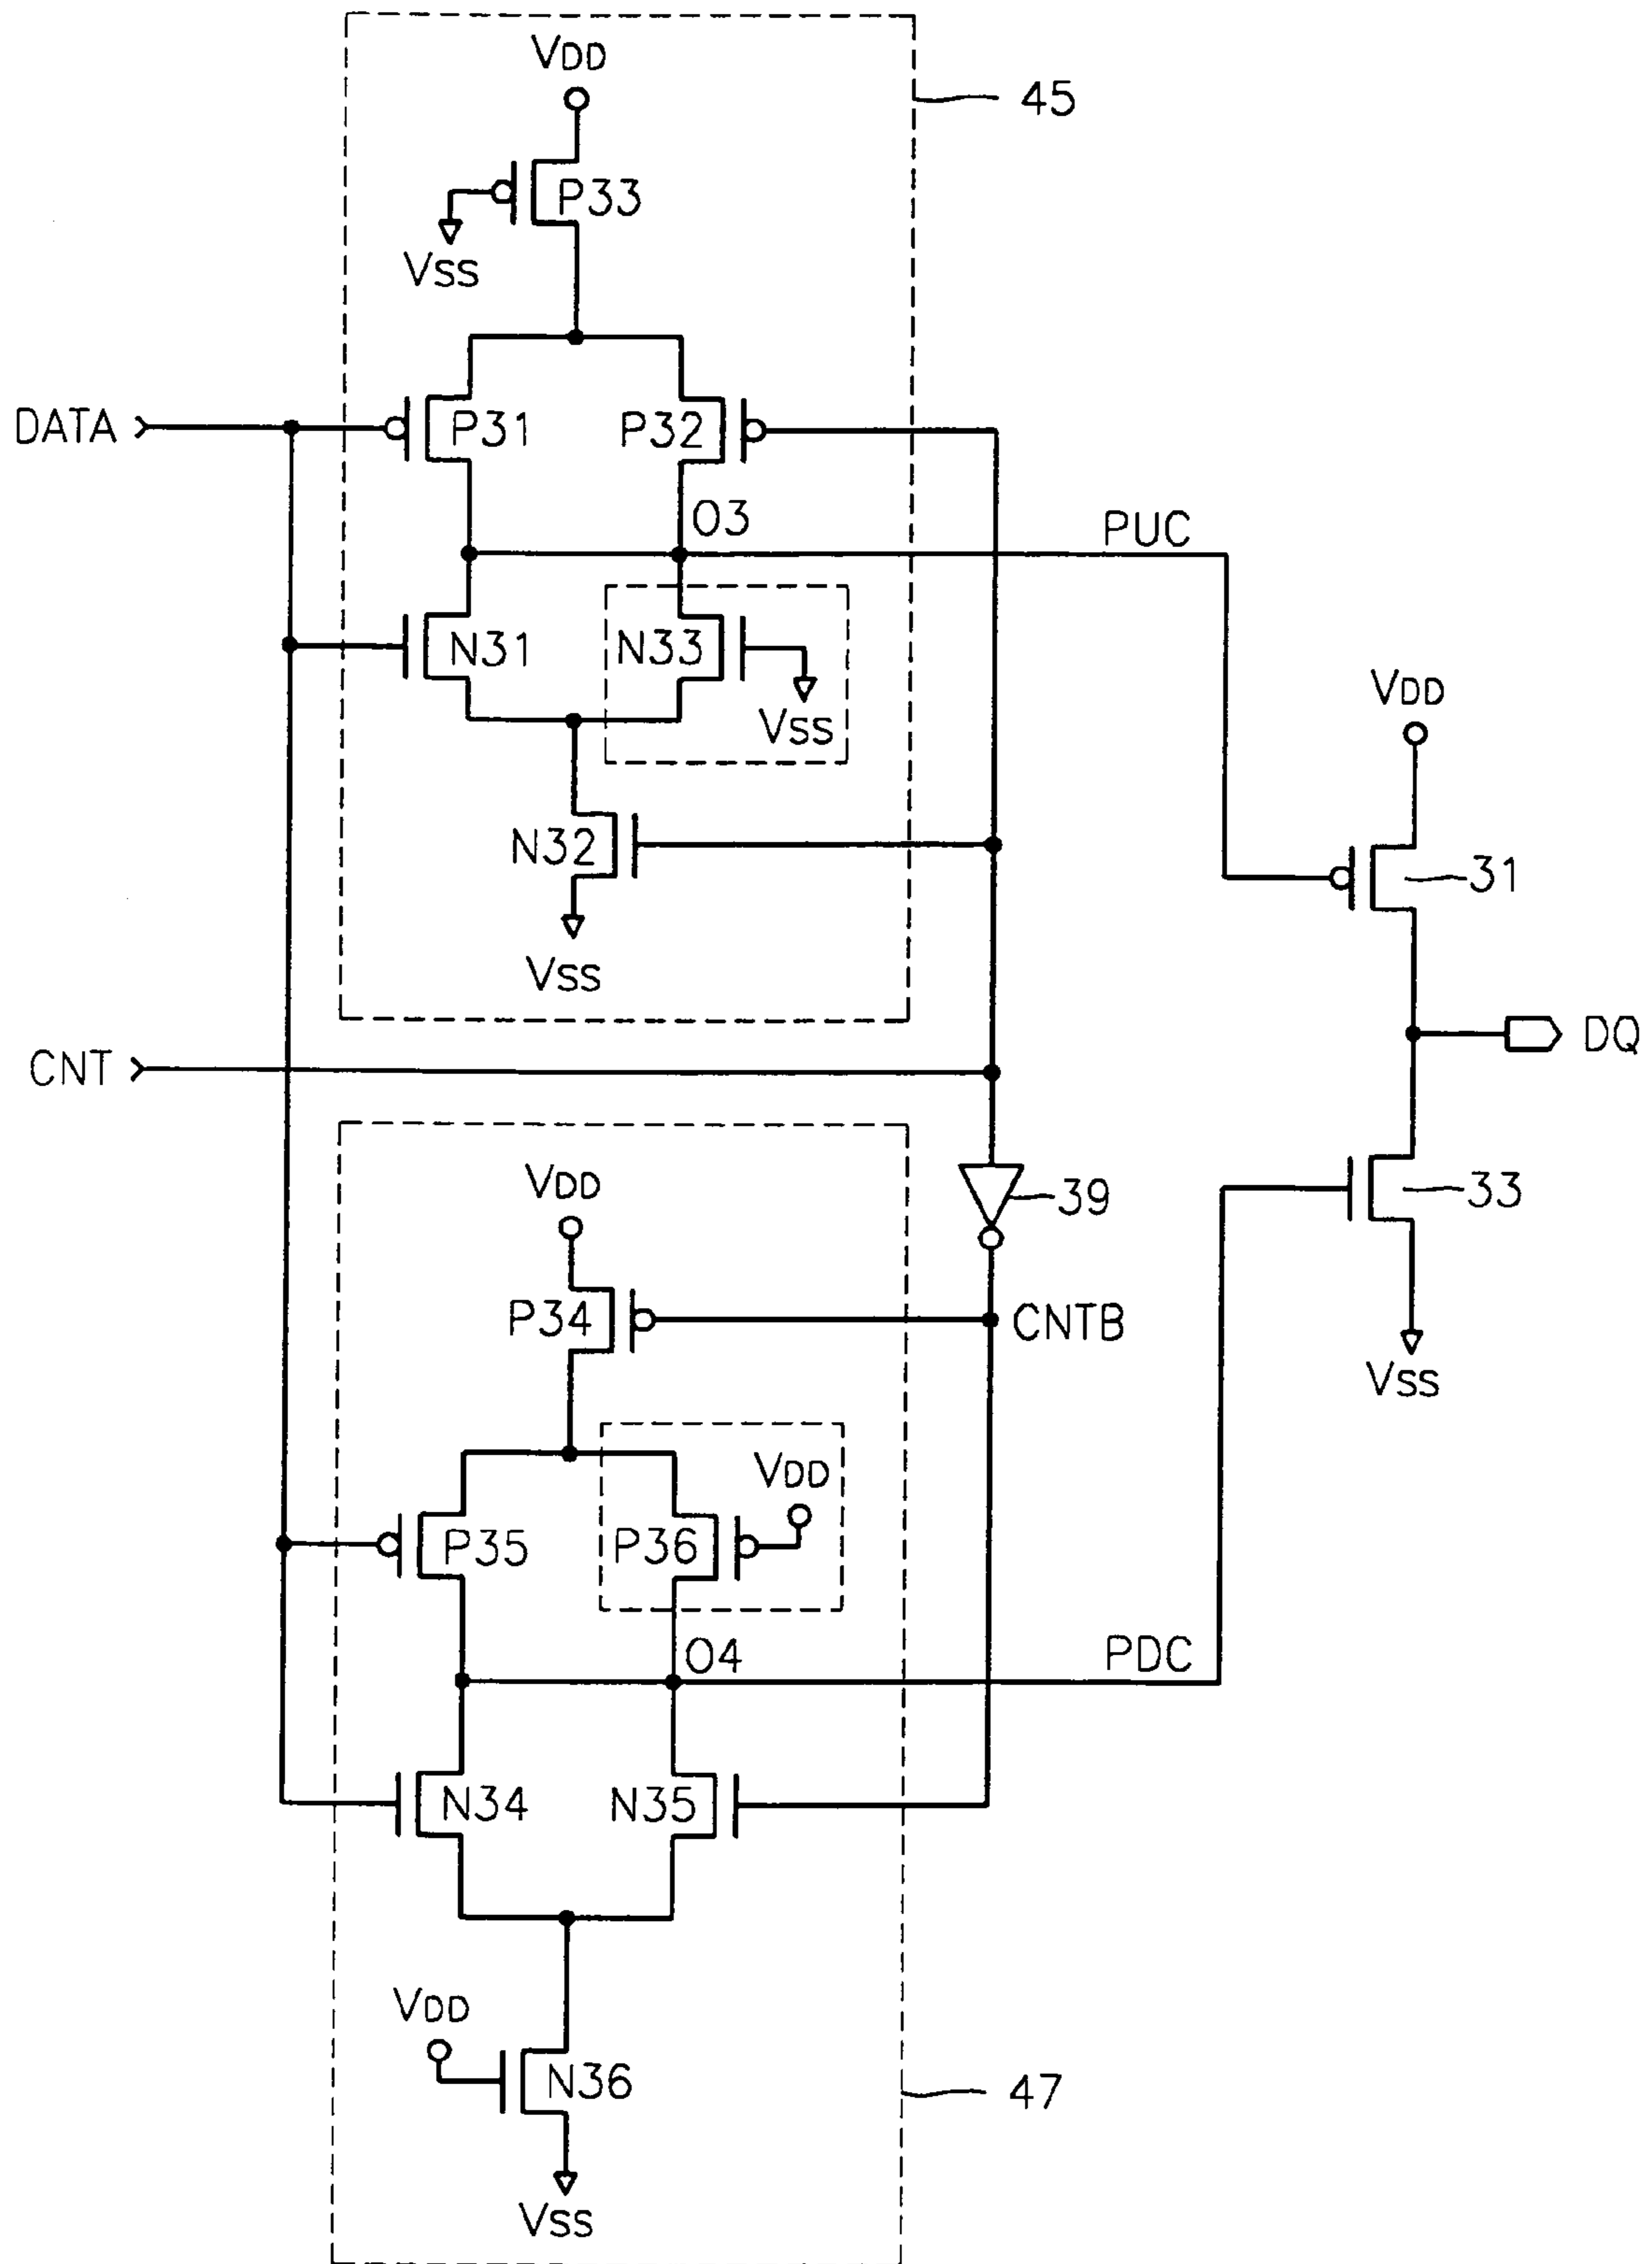 VDD
45
P33
VSS
DATA
P31
P32
O3
PUC
N31
N33
VSS
VDD
N32
31
VSS
DQ
CNT
VDD
39
33
P34
CNTB
VSS
VDD
P35
P36
O4
PDC
N34
N35
VDD
N36
47
VSS